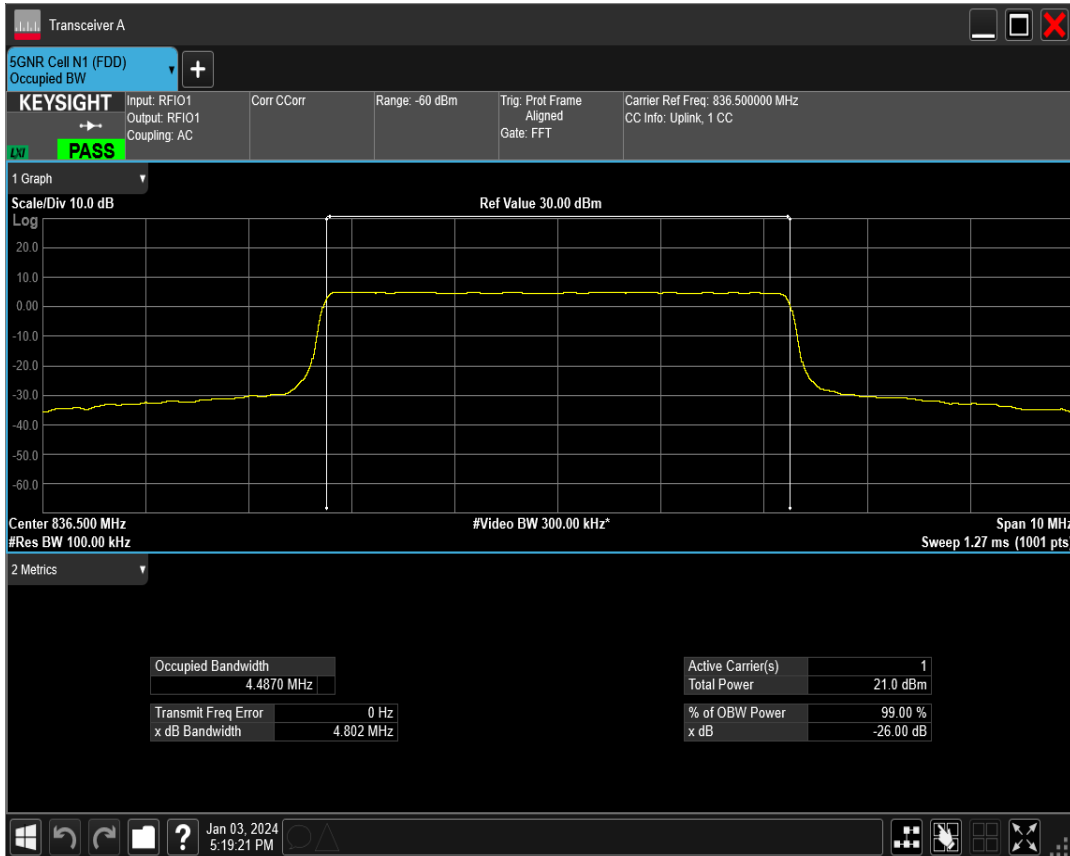 Transceiver A
5GNR Cell N1 (FDD)
Occupied BW
+
KEYSIGHT
LXI
PASS
Input: RFIO1
Output: RFIO1
Coupling: AC
Corr CCorr
Range: -60 dBm
Trig: Prot Frame
Aligned
Gate: FFT
Carrier Ref Freq: 836.500000 MHz
CC Info: Uplink, 1 CC
1 Graph
Scale/Div 10.0 dB
Ref Value 30.00 dBm
Log
20.0
10.0
0.00
-10.0
-20.0
-30.0
-40.0
-50.0
-60.0
Center 836.500 MHz
#Video BW 300.00 kHz*
Span 10 MHz
#Res BW 100.00 kHz
Sweep 1.27 ms (1001 pts)
2 Metrics
Occupied Bandwidth
4.4870 MHz
Transmit Freq Error 0 Hz
x dB Bandwidth 4.802 MHz
Active Carrier(s) 1
Total Power 21.0 dBm
% of OBW Power 99.00 %
x dB -26.00 dB
?
Jan 03, 2024
5:19:21 PM